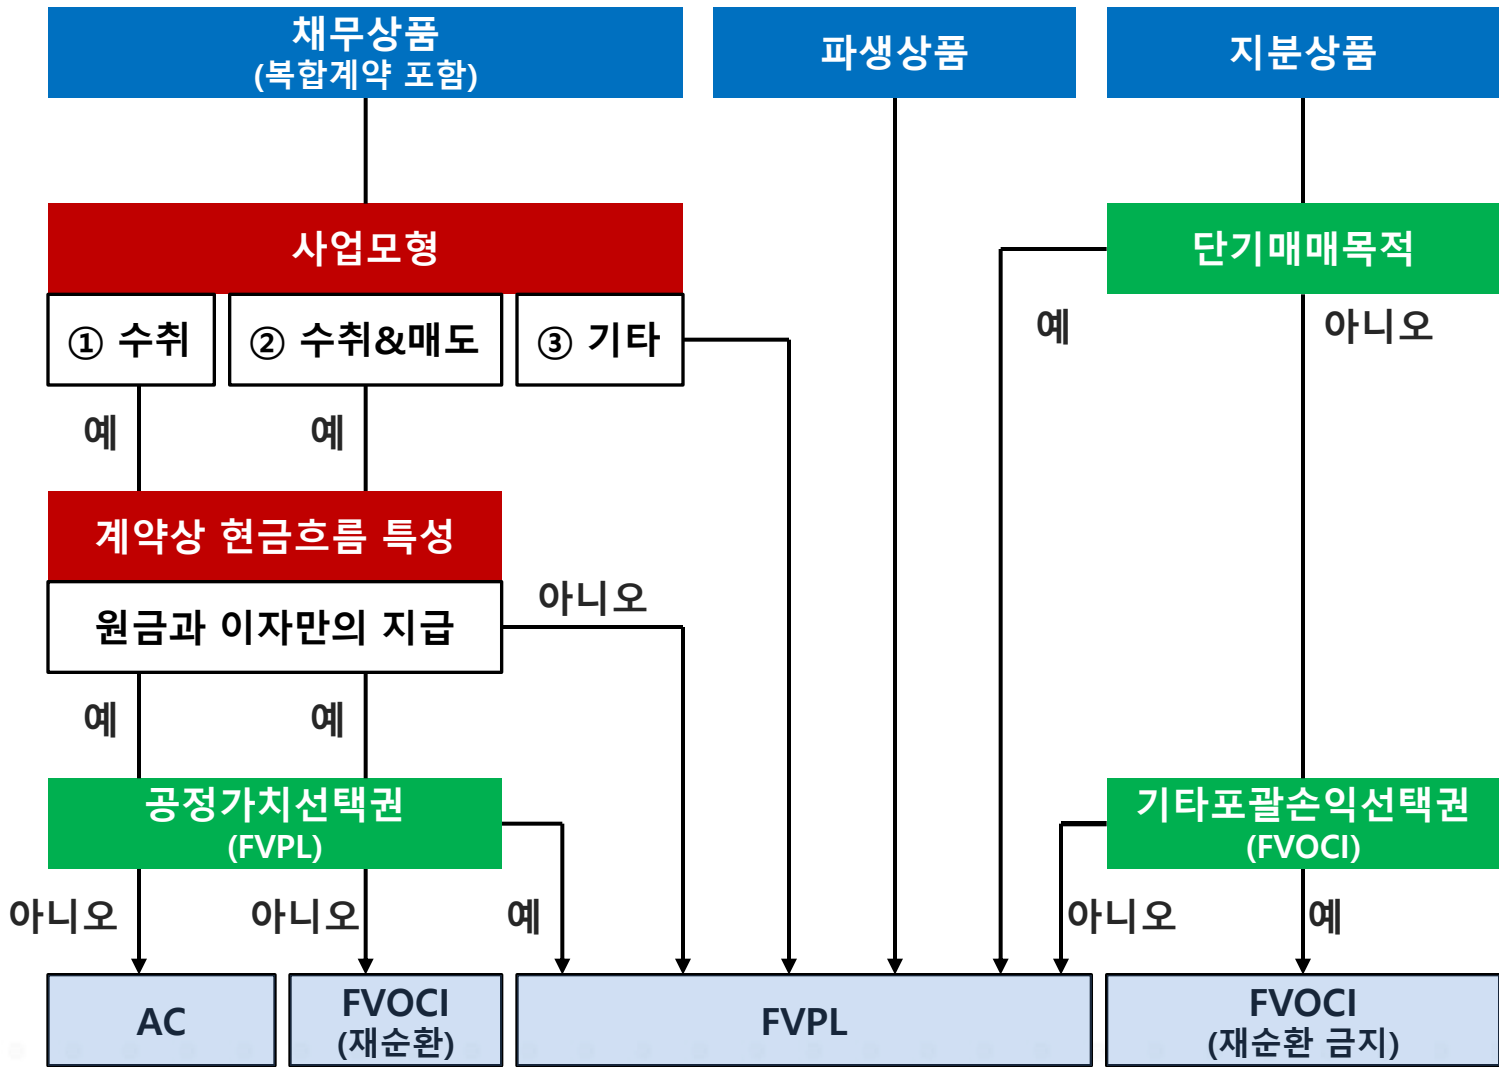 채무상품
(복합계약 포함)
파생상품
지분상품
사업모형
단기매매목적
① 수취
② 수취&매도
③ 기타
예
아니오
예
예
계약상 현금흐름 특성
아니오
원금과 이자만의 지급
예
예
공정가치선택권
(FVPL)
기타포괄손익선택권
(FVOCI)
아니오
아니오
예
아니오
예
AC
FVOCI
(재순환)
FVPL
FVOCI
(재순환 금지)